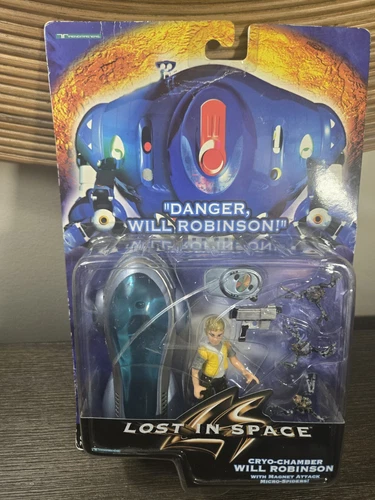 "DANGER,
WILL ROBINSON!"
LOST IN SPACE
CRYO-CHAMBER
WILL ROBINSON
WITH MAGNET ATTACK
MICRO-SPIDERS!